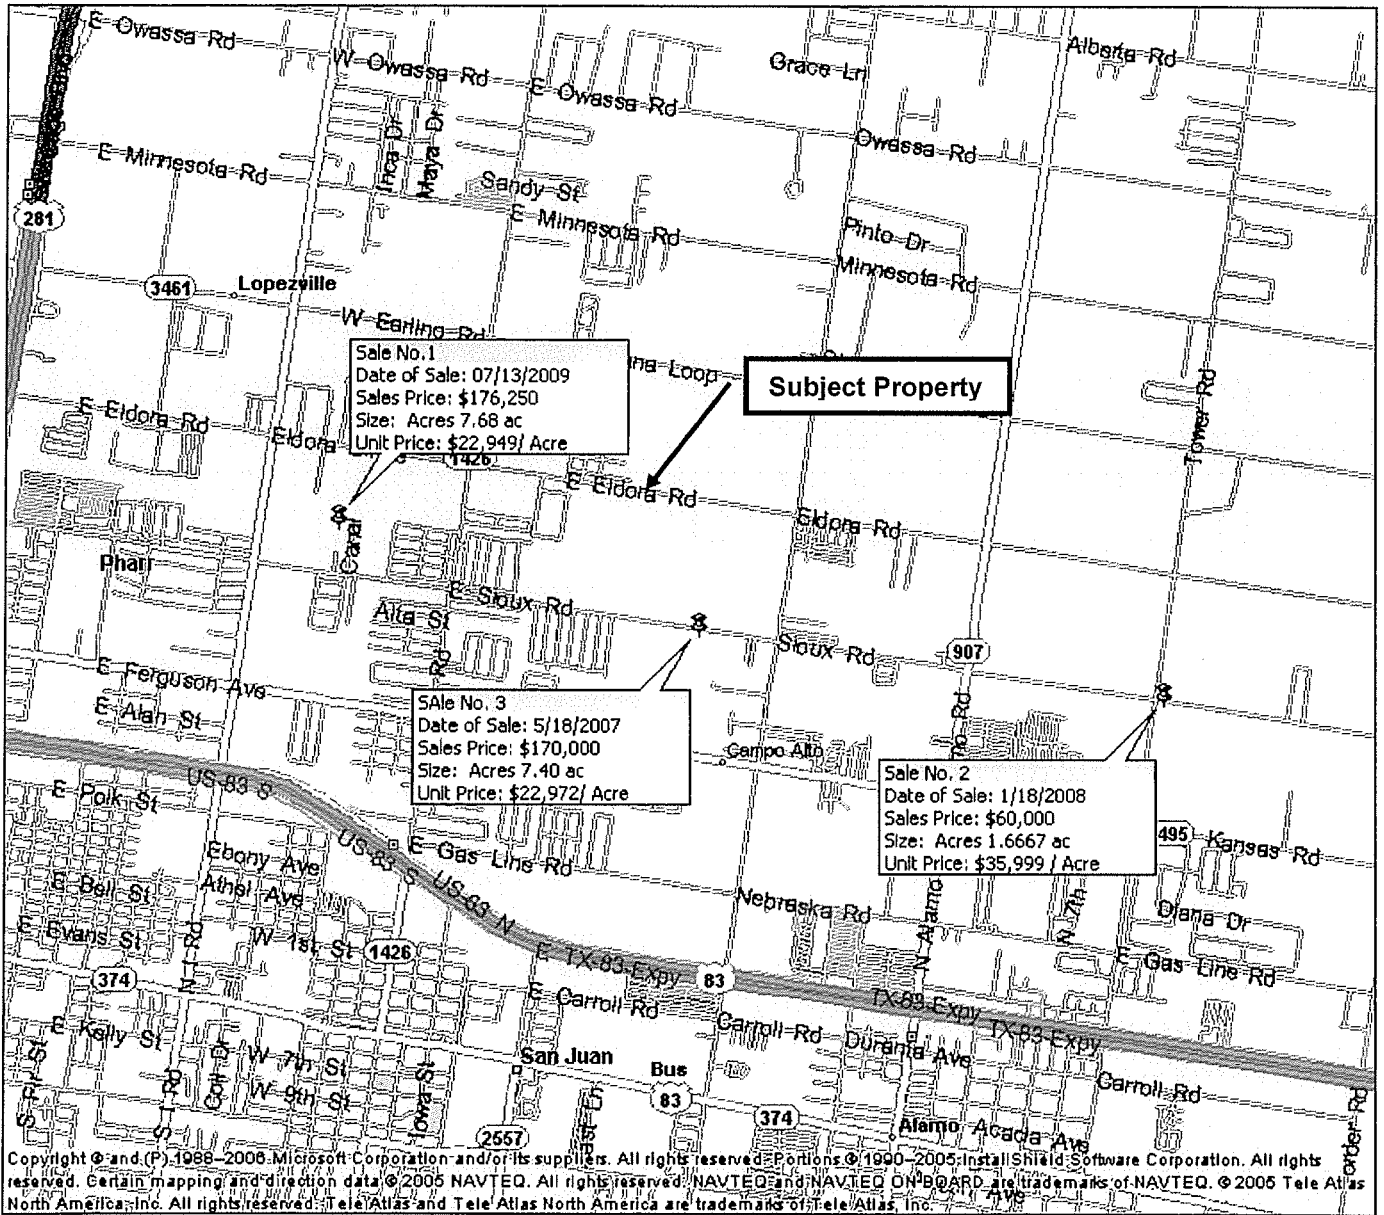 E Owassa Rd
W Owassa Rd
E Owassa Rd
Grace Ln
Alberta Rd
Owassa Rd
Inca Dr
Maya Dr
E Minnesota Rd
Sandy St
E Minnesota Rd
Pinto Dr
Minnesota Rd
281
3461
Lopezville
W Earling Rd
Loop
Subject Property
Sale No.1
Date of Sale: 07/13/2009
Sales Price: $176,250
Size: Acres 7.68 ac
Unit Price: $22,949/ Acre
Tower Rd
E Eldora Rd
Eldora
1426
E Eldora Rd
Eldora Rd
Canal
Pharr
E Sioux Rd
Alta St
Rd
Sioux Rd
907
E Ferguson Ave
E Alan St
SAle No. 3
Date of Sale: 5/18/2007
Sales Price: $170,000
Size: Acres 7.40 ac
Unit Price: $22,972/ Acre
Campo Alto
Sale No. 2
Date of Sale: 1/18/2008
Sales Price: $60,000
Size: Acres 1.6667 ac
Unit Price: $35,999 / Acre
495
Kansas Rd
US-83 S
E Polk St
US-83 S
E Gas Line Rd
Ebony Ave
Athol Ave
US-83 N
E Bell St
Nebraska Rd
N Alamo
N 7th
Diana Dr
E Evans St
W 1st St
N I Rd
1426
E TX-83-Expy
83
E Gas Line Rd
374
E Carroll Rd
TX-83-Expy
TX-83-Expy
Carroll Rd
Duranta Ave
E Kelly St
S Fir St
W 7th St
San Juan
Bus
83
Carroll Rd
S I Rd
Coll Dr
W 9th St
Iowa St
374
2557
Alamo
Acacia Ave
Copyright © and (P) 1988–2006 Microsoft Corporation and/or its suppliers. All rights reserved. Portions © 1990–2005 InstallShield Software Corporation. All rights
reserved. Certain mapping and direction data © 2005 NAVTEQ. All rights reserved. NAVTEQ and NAVTEQ ON BOARD are trademarks of NAVTEQ. © 2005 Tele Atlas
North America, Inc. All rights reserved. Tele Atlas and Tele Atlas North America are trademarks of Tele Atlas, Inc.